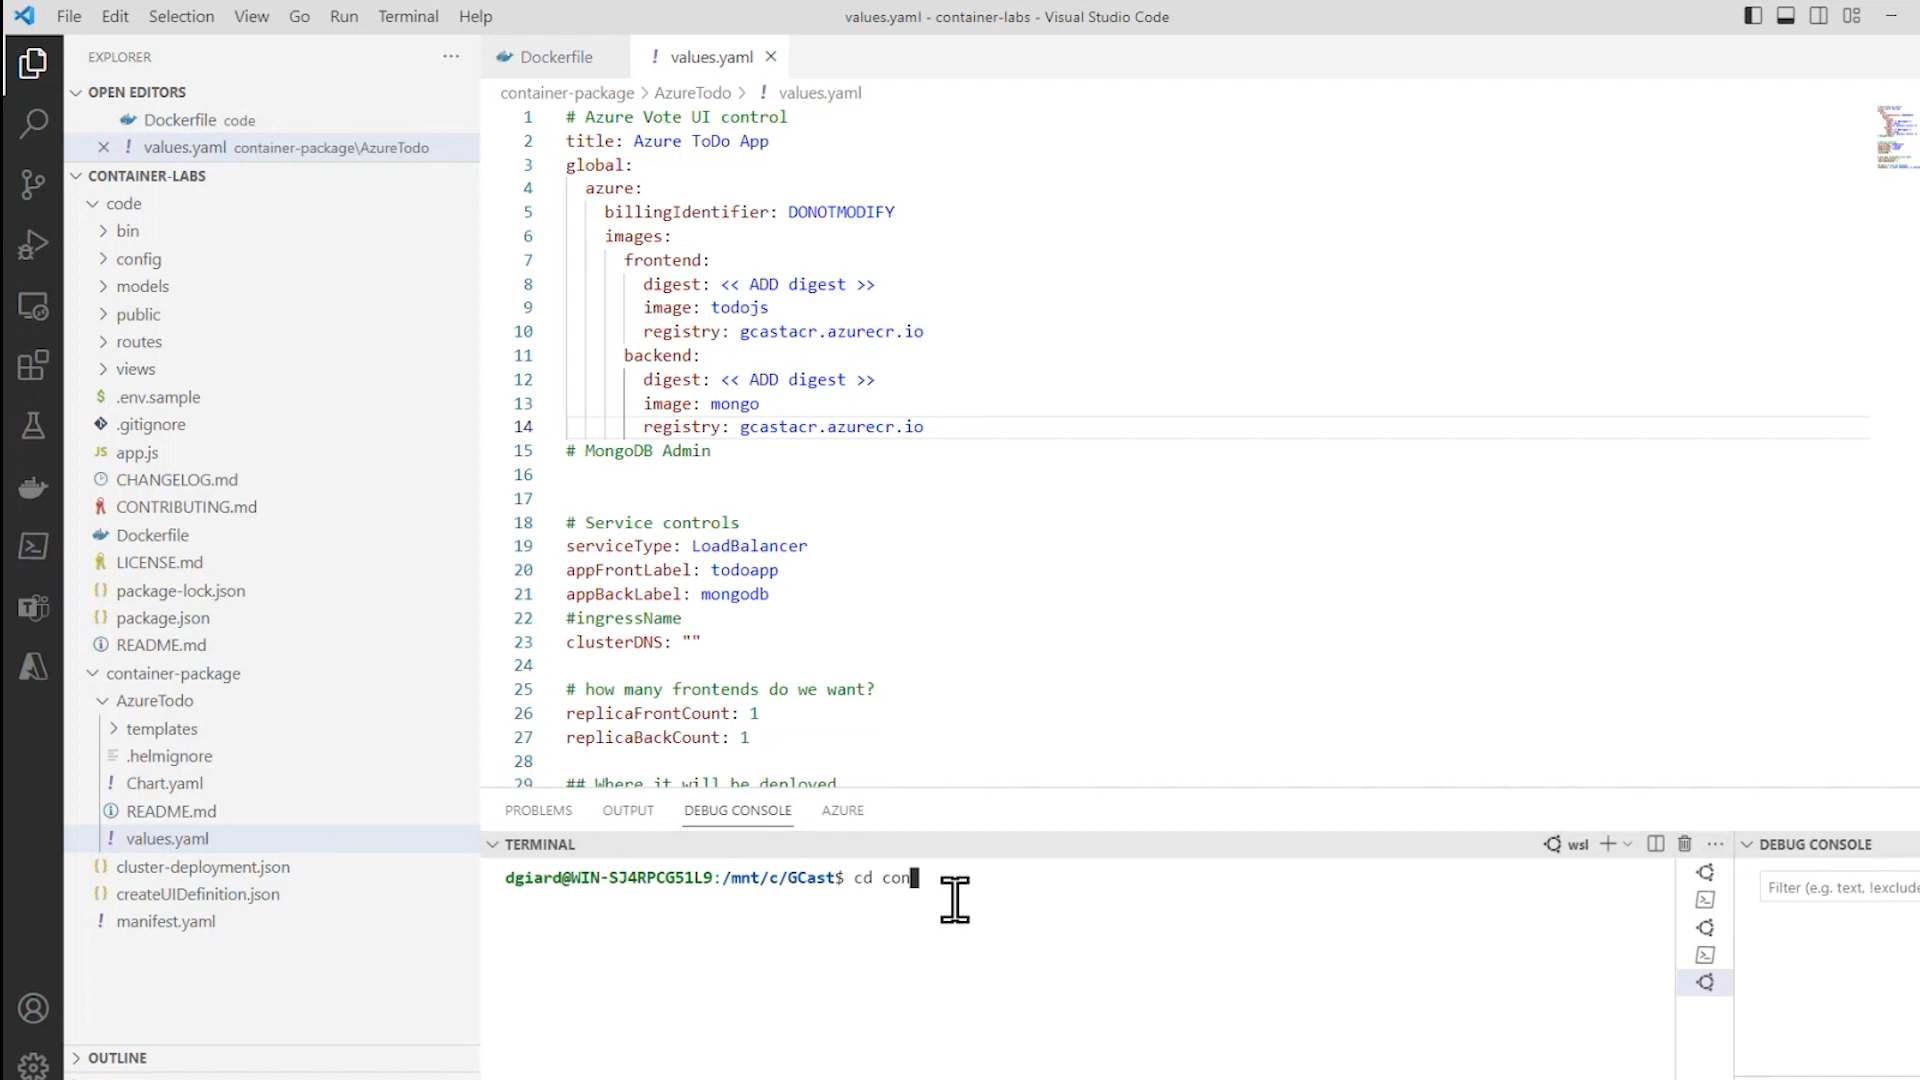 File Edit Selection View Go Run Terminal Help
values.yaml - container-labs - Visual Studio Code
EXPLORER
OPEN EDITORS
Dockerfile code
values.yaml container-package\AzureTodo
CONTAINER-LABS
code
bin
config
models
public
routes
views
.env.sample
.gitignore
app.js
CHANGELOG.md
CONTRIBUTING.md
Dockerfile
LICENSE.md
package-lock.json
package.json
README.md
container-package
AzureTodo
templates
.helmignore
Chart.yaml
README.md
values.yaml
cluster-deployment.json
createUIDefinition.json
manifest.yaml
OUTLINE
Dockerfile
values.yaml
container-package > AzureTodo > ! values.yaml
1 # Azure Vote UI control
2 title: Azure ToDo App
3 global:
4 azure:
5 billingIdentifier: DONOTMODIFY
6 images:
7 frontend:
8 digest: << ADD digest >>
9 image: todojs
10 registry: gcastacr.azurecr.io
11 backend:
12 digest: << ADD digest >>
13 image: mongo
14 registry: gcastacr.azurecr.io
15 # MongoDB Admin
16
17
18 # Service controls
19 serviceType: LoadBalancer
20 appFrontLabel: todoapp
21 appBackLabel: mongodb
22 #ingressName
23 clusterDNS: ""
24
25 # how many frontends do we want?
26 replicaFrontCount: 1
27 replicaBackCount: 1
28
29 ## Where it will be deployed
PROBLEMS OUTPUT DEBUG CONSOLE AZURE
TERMINAL
wsl
dgiard@WIN-SJ4RPCG51L9:/mnt/c/GCast$ cd con
DEBUG CONSOLE
Filter (e.g. text, !exclude